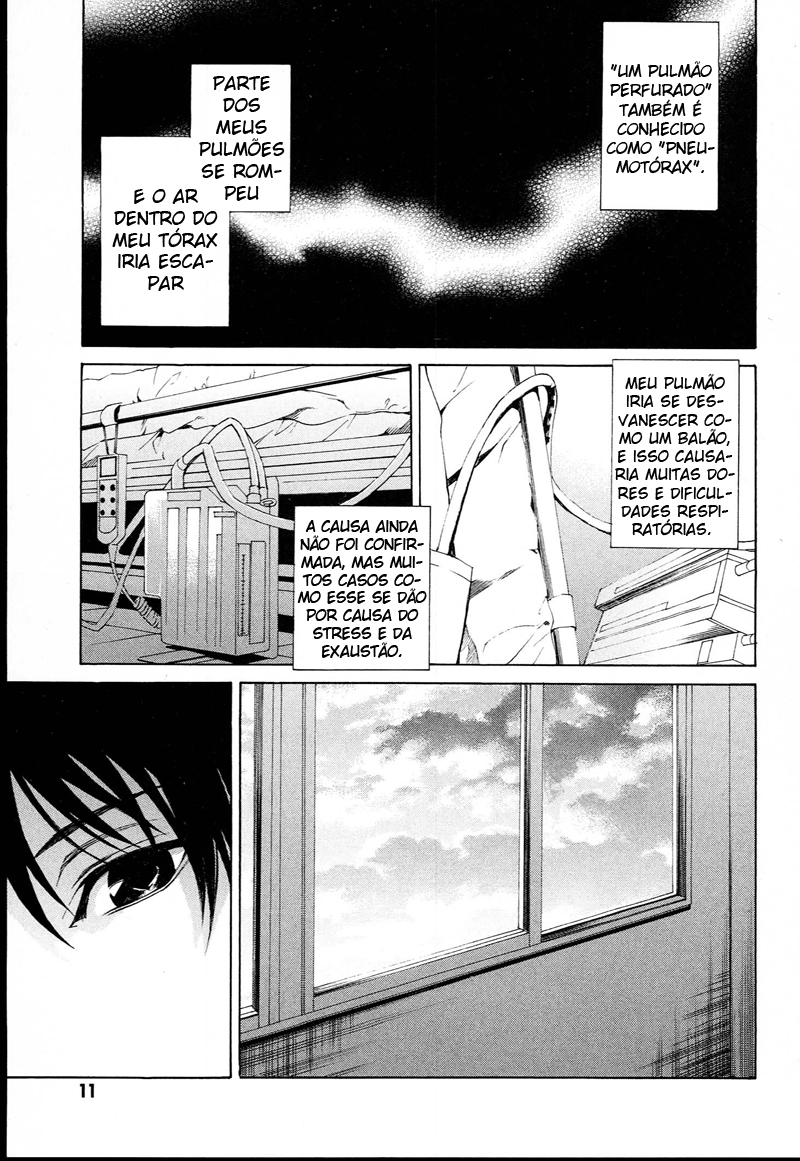 "UM PULMÃO
PERFURADO"
TAMBÉM É
CONHECIDO
COMO "PNEU-
MOTÓRAX".
PARTE
DOS
MEUS
PULMÕES
SE ROM-
PEU
E O AR
DENTRO DO
MEU TÓRAX
IRIA ESCA-
PAR
MEU PULMÃO
IRIA SE DES-
VANESCER CO-
MO UM BALÃO,
E ISSO CAUSA-
RIA MUITAS DO-
RES E DIFICUL-
DADES RESPI-
RATÓRIAS.
A CAUSA AINDA
NÃO FOI CONFIR-
MADA, MAS MUI-
TOS CASOS CO-
MO ESSE SE DÃO
POR CAUSA DO
STRESS E DA
EXAUSTÃO.
11